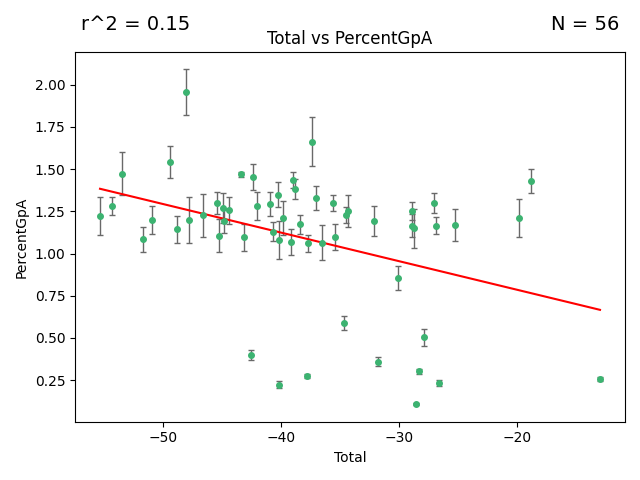 r^2 = 0.15
N = 56
Total vs PercentGpA
PercentGpA
2.00
1.75
1.50
1.25
1.00
0.75
0.50
0.25
−50
−40
−30
−20
Total